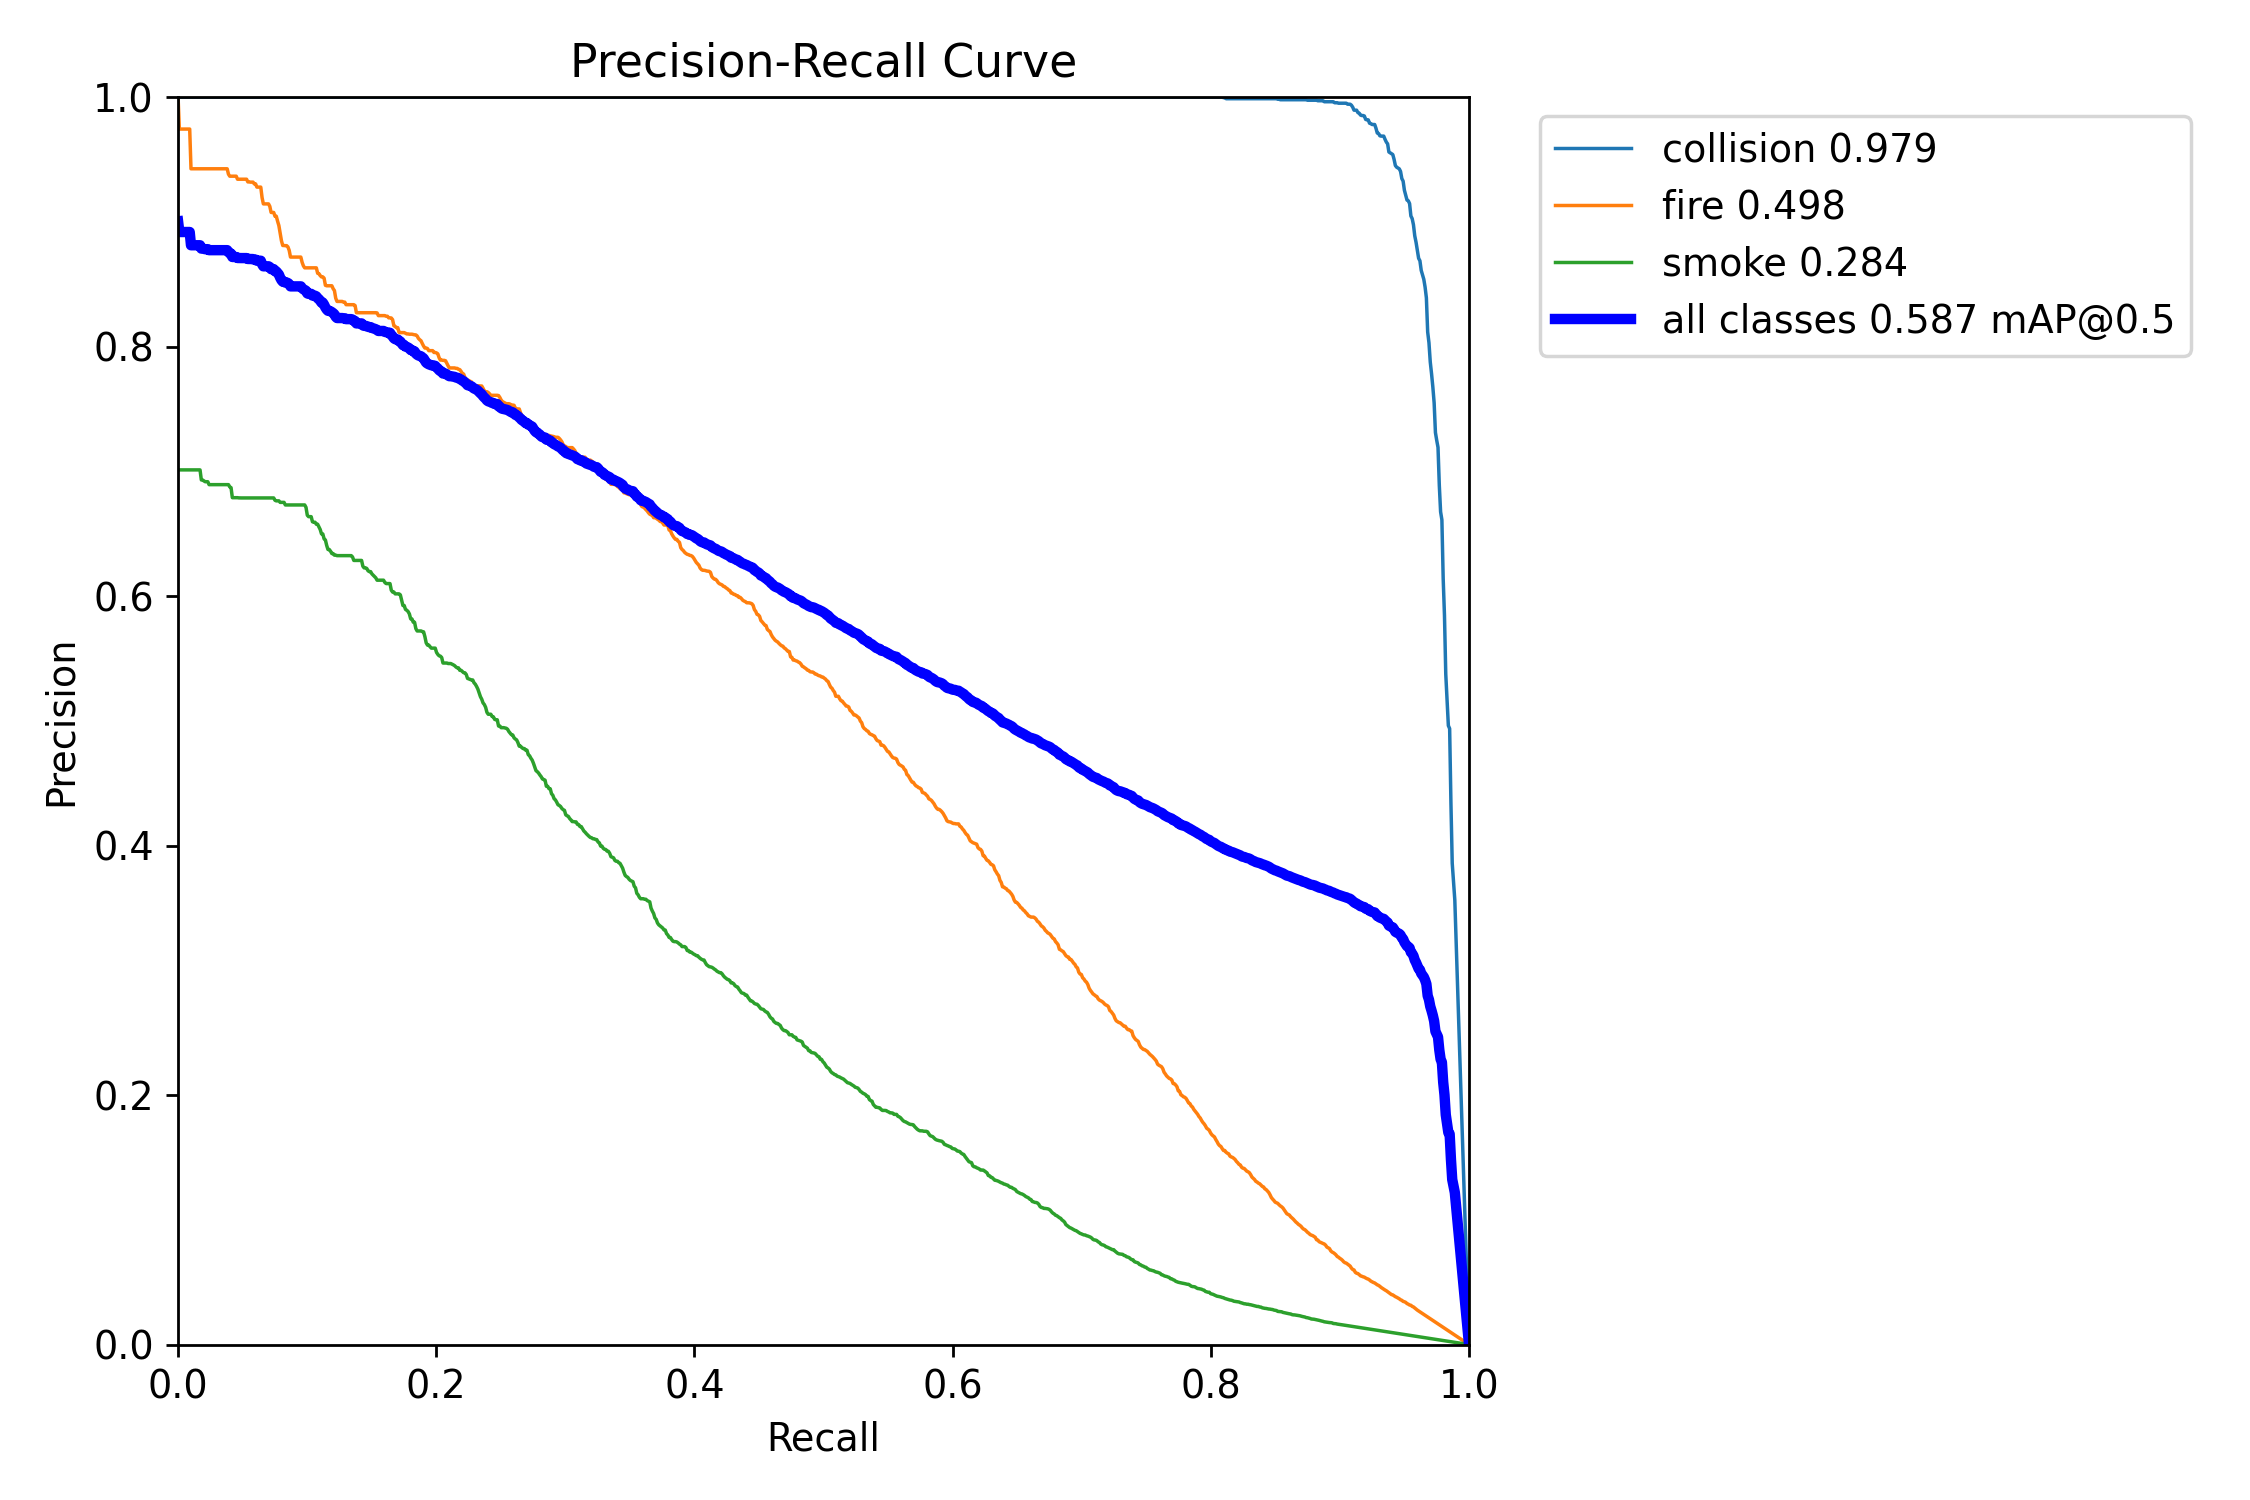 Precision-Recall Curve
1.0
0.8
0.6
0.4
0.2
0.0
Precision
0.0 0.2 0.4 0.6 0.8 1.0
Recall
collision 0.979
fire 0.498
smoke 0.284
all classes 0.587 mAP@0.5